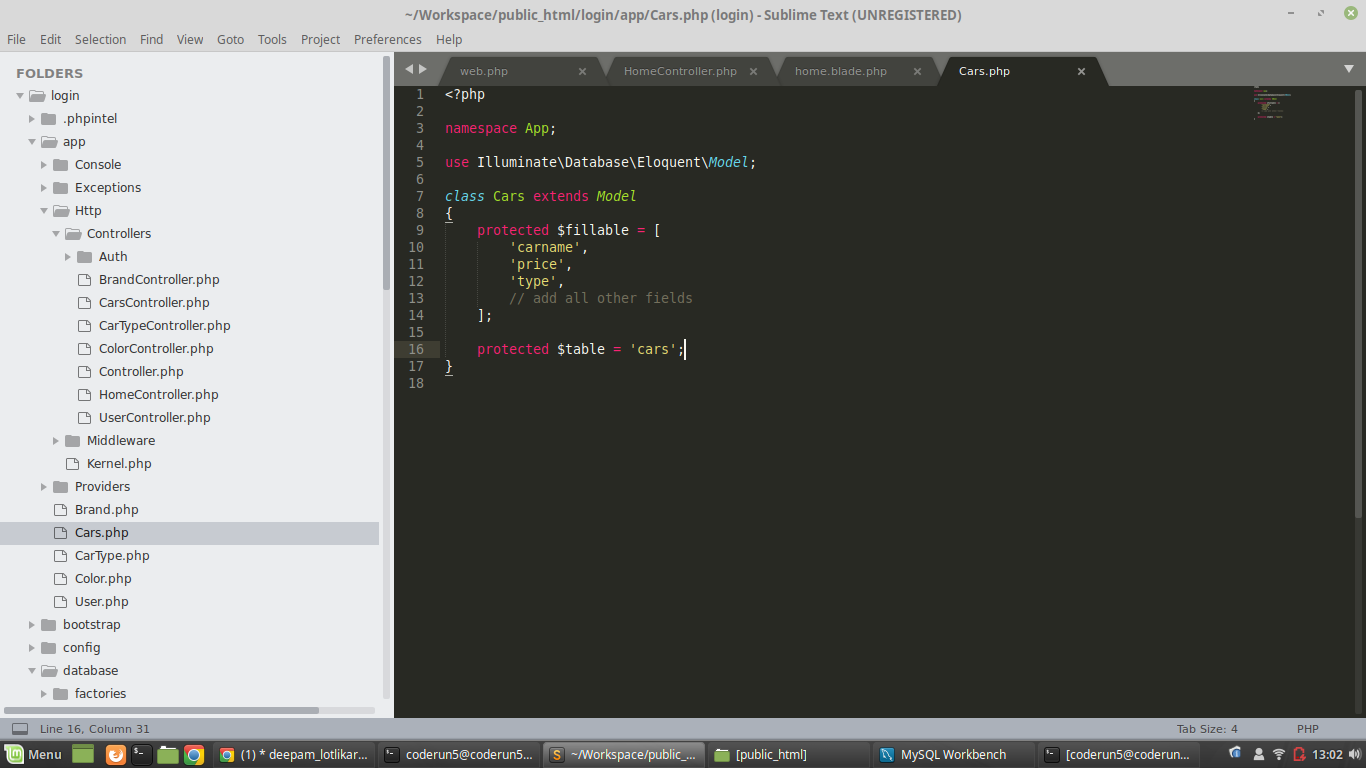 ~/Workspace/public_html/login/app/Cars.php (login) - Sublime Text (UNREGISTERED)
File Edit Selection Find View Goto Tools Project Preferences Help
FOLDERS
login
.phpintel
app
Console
Exceptions
Http
Controllers
Auth
BrandController.php
CarsController.php
CarTypeController.php
ColorController.php
Controller.php
HomeController.php
UserController.php
Middleware
Kernel.php
Providers
Brand.php
Cars.php
CarType.php
Color.php
User.php
bootstrap
config
database
factories
web.php HomeController.php home.blade.php Cars.php
1 <?php
2
3 namespace App;
4
5 use Illuminate\Database\Eloquent\Model;
6
7 class Cars extends Model
8 {
9 protected $fillable = [
10 'carname',
11 'price',
12 'type',
13 // add all other fields
14 ];
15
16 protected $table = 'cars';
17 }
18
Line 16, Column 31 Tab Size: 4 PHP
Menu (1) * deepam_lotlikar... coderun5@coderun5... ~/Workspace/public_... [public_html] MySQL Workbench [coderun5@coderun... 13:02